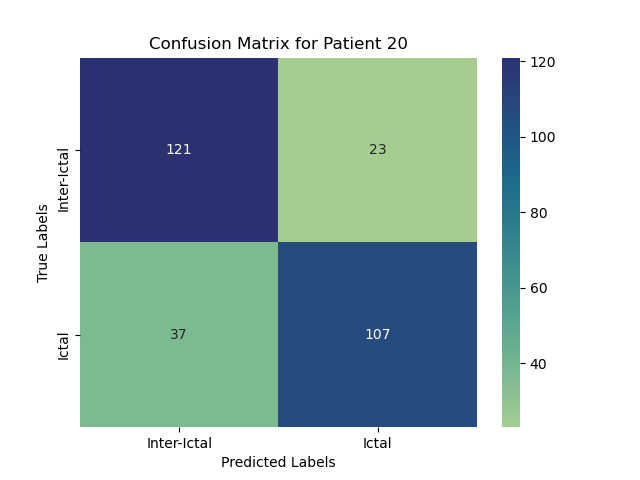 Confusion Matrix for Patient 20
True Labels
Inter-Ictal
Ictal
121
23
37
107
Inter-Ictal
Ictal
Predicted Labels
120
100
80
60
40